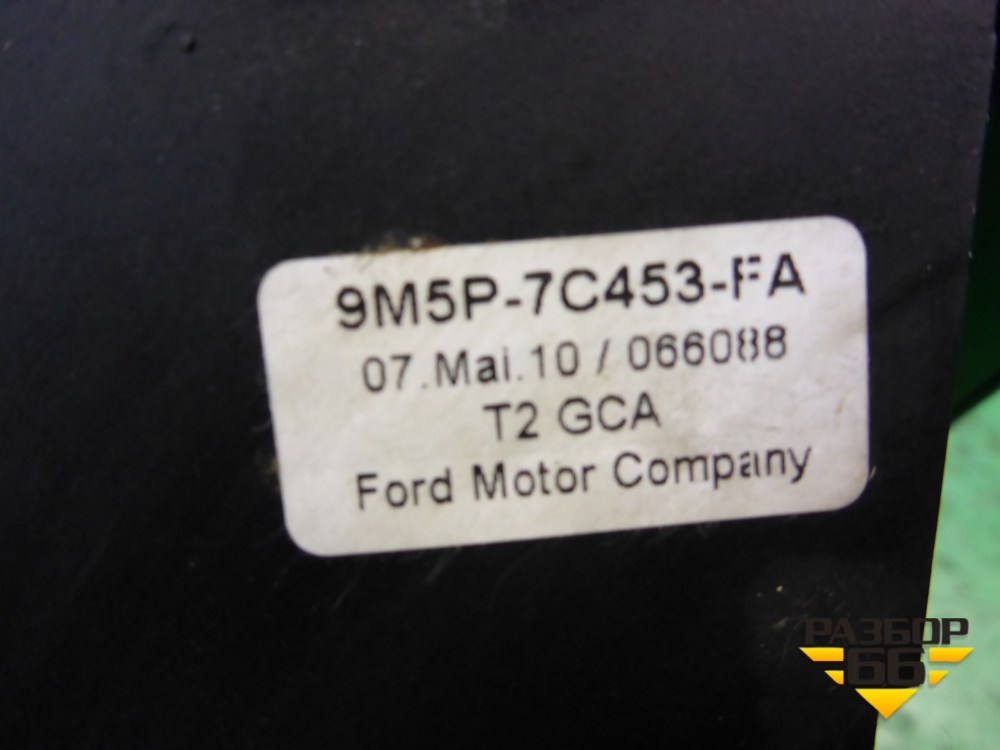 9M5P-7C453-FA
07.Mai.10 / 066088
T2 GCA
Ford Motor Company
РАЗБОР
66